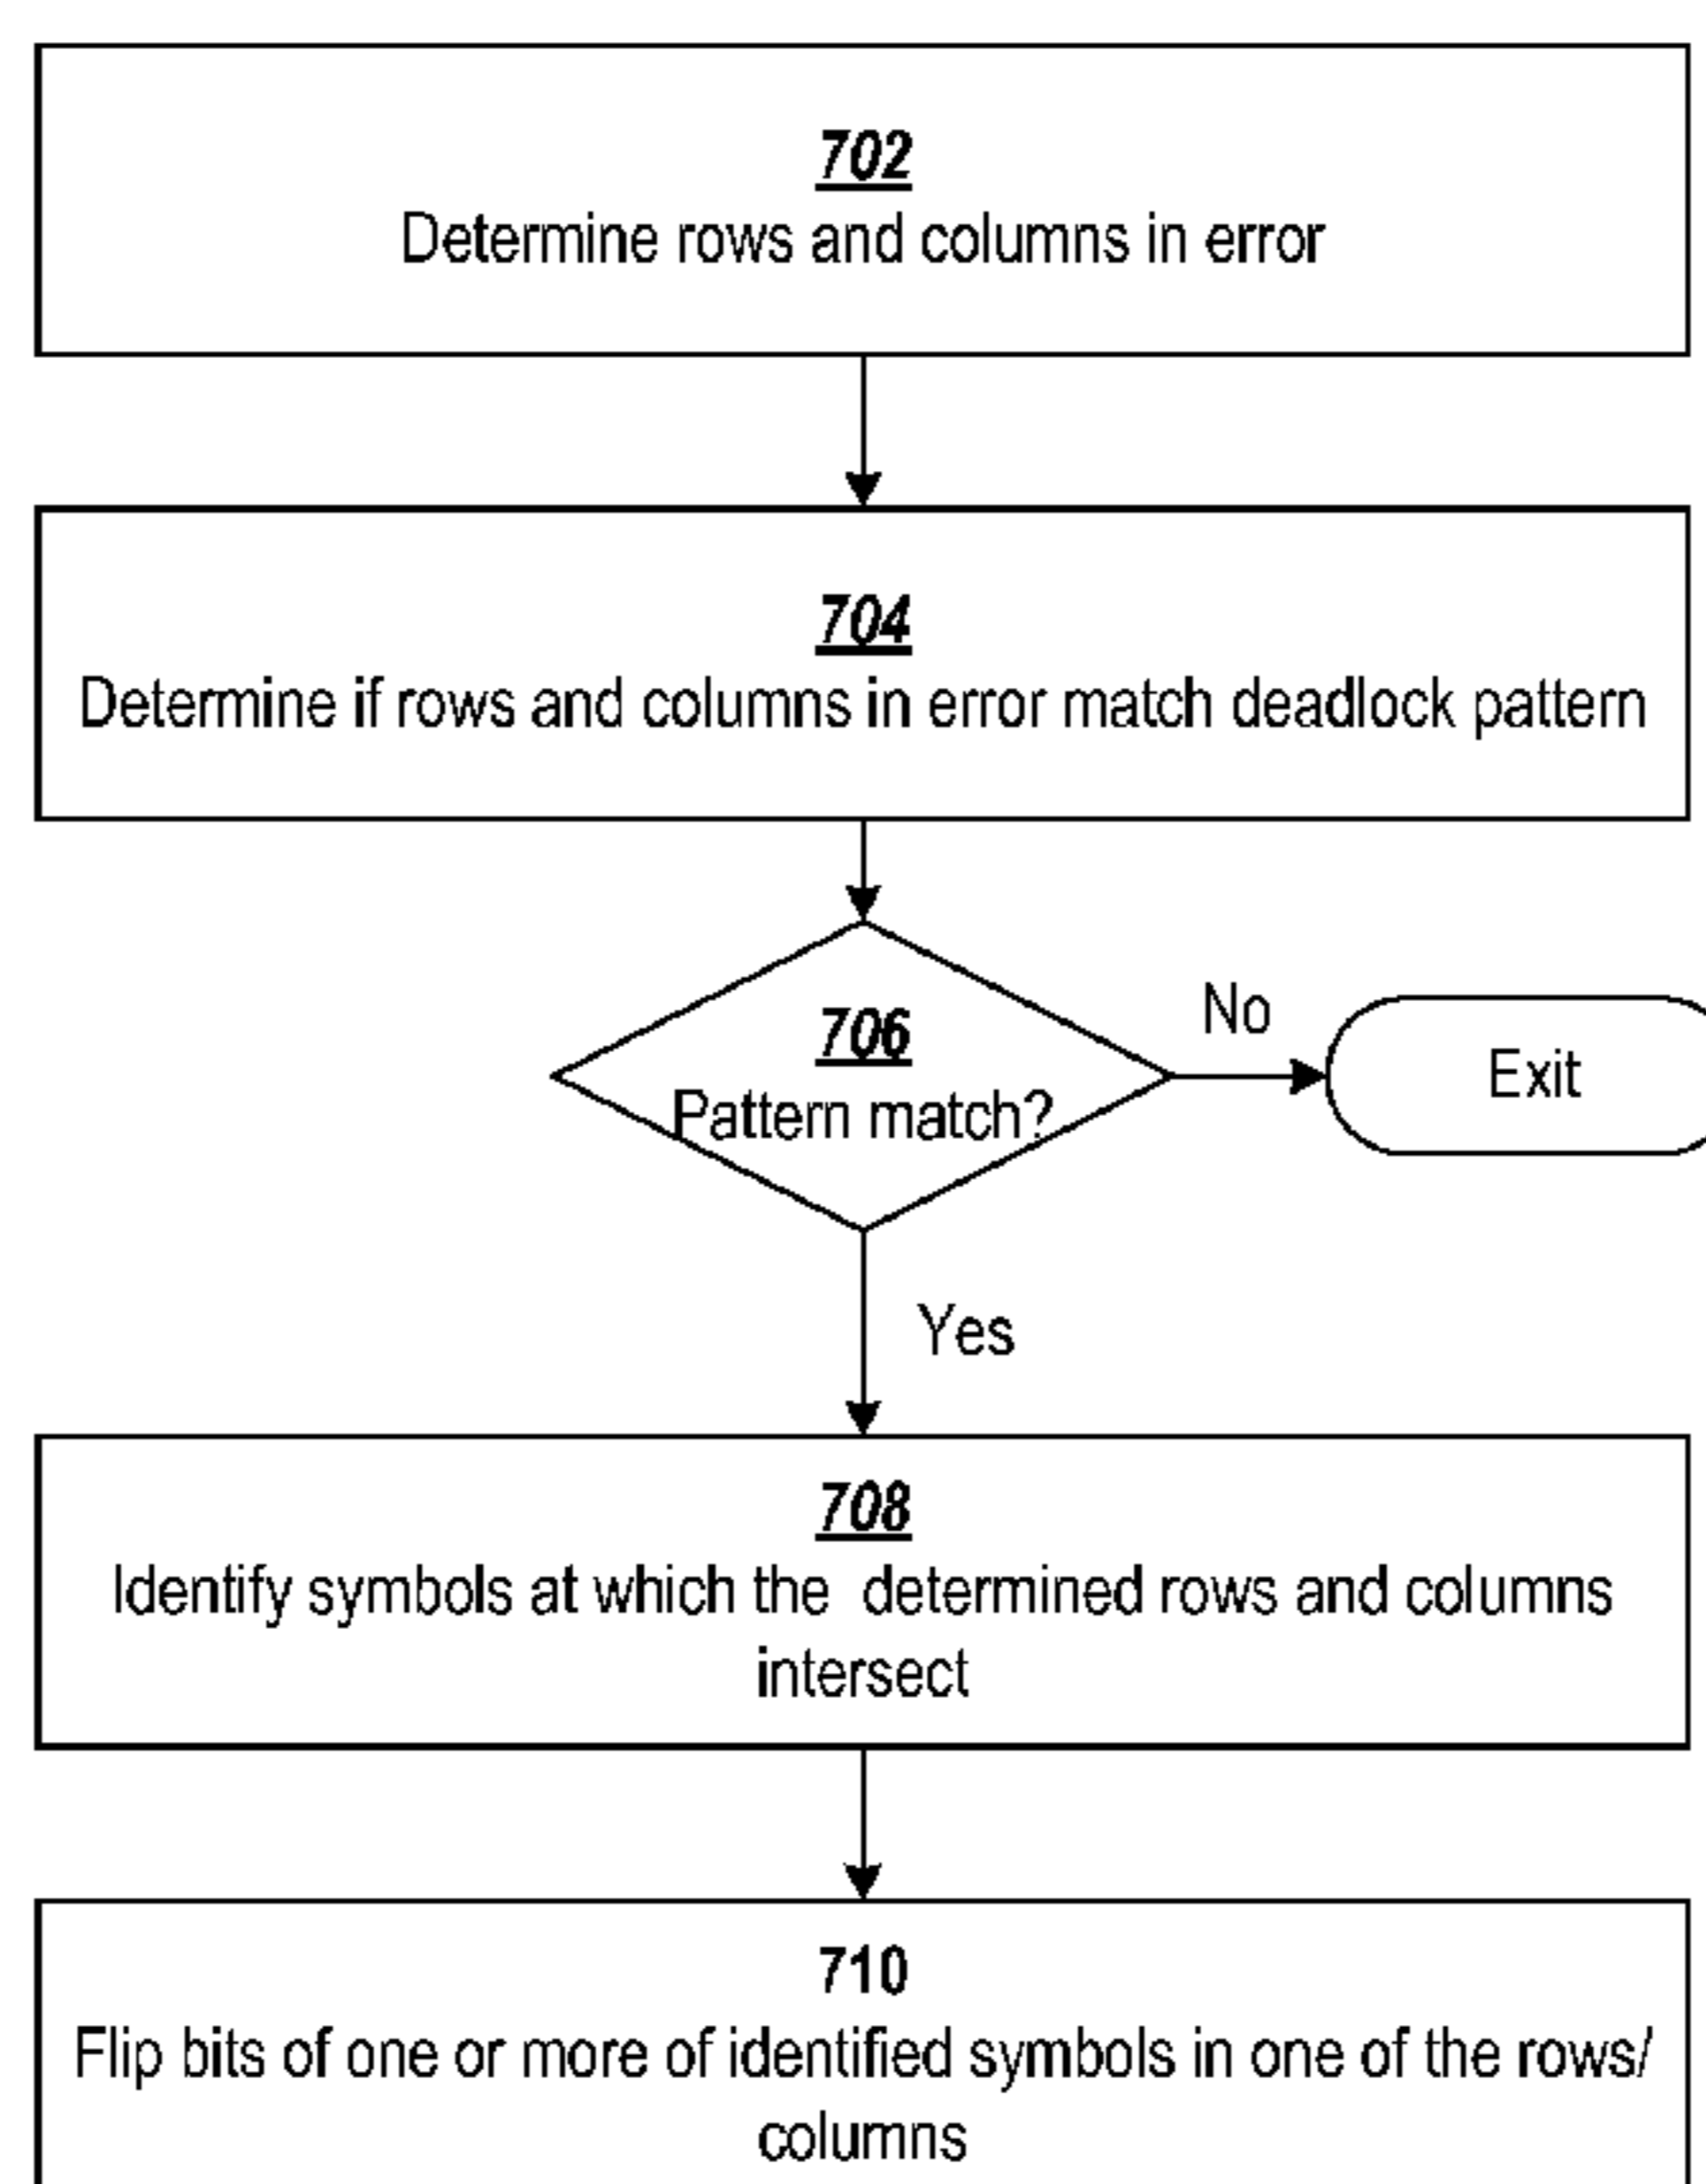 702
Determine rows and columns in error
704
Determine if rows and columns in error match deadlock pattern
706
Pattern match?
No
Exit
Yes
708
Identify symbols at which the determined rows and columns
intersect
710
Flip bits of one or more of identified symbols in one of the rows/
columns